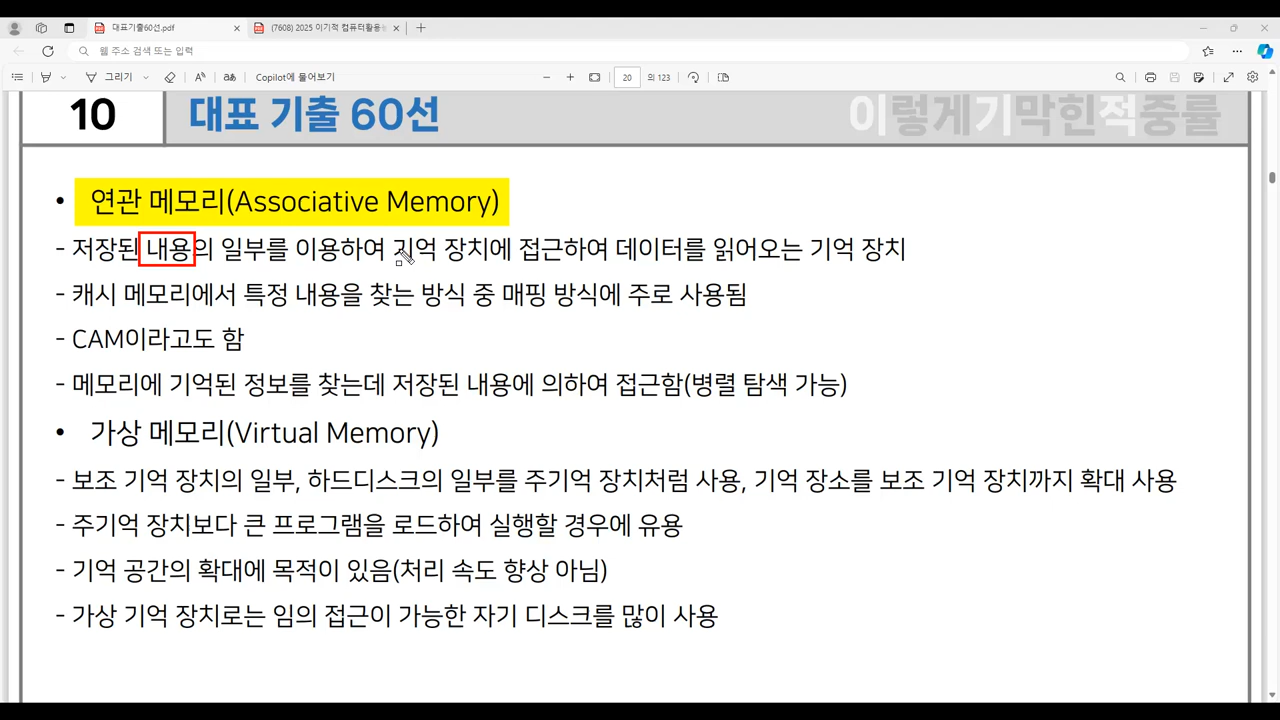 대표기출60선.pdf
(7608) 2025 이기적 컴퓨터활용능
웹 주소 검색 또는 입력
그리기
가あ
Copilot에 물어보기
20 의 123
10 대표 기출 60선 이렇게기막힌적중률
• 연관 메모리(Associative Memory)
- 저장된 내용의 일부를 이용하여 기억 장치에 접근하여 데이터를 읽어오는 기억 장치
- 캐시 메모리에서 특정 내용을 찾는 방식 중 매핑 방식에 주로 사용됨
- CAM이라고도 함
- 메모리에 기억된 정보를 찾는데 저장된 내용에 의하여 접근함(병렬 탐색 가능)
• 가상 메모리(Virtual Memory)
- 보조 기억 장치의 일부, 하드디스크의 일부를 주기억 장치처럼 사용, 기억 장소를 보조 기억 장치까지 확대 사용
- 주기억 장치보다 큰 프로그램을 로드하여 실행할 경우에 유용
- 기억 공간의 확대에 목적이 있음(처리 속도 향상 아님)
- 가상 기억 장치로는 임의 접근이 가능한 자기 디스크를 많이 사용